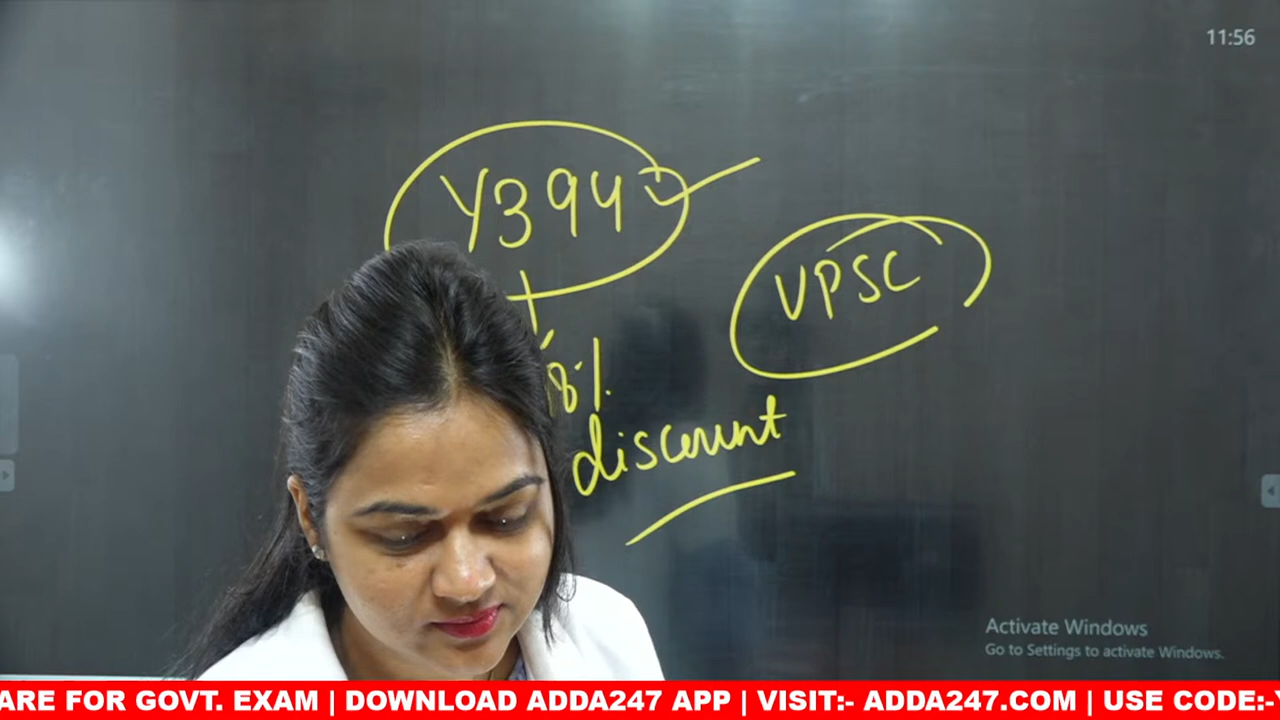 11:56
Y394
UPSC
8%
discount
Activate Windows
Go to Settings to activate Windows.
ARE FOR GOVT. EXAM | DOWNLOAD ADDA247 APP | VISIT:- ADDA247.COM | USE CODE:-